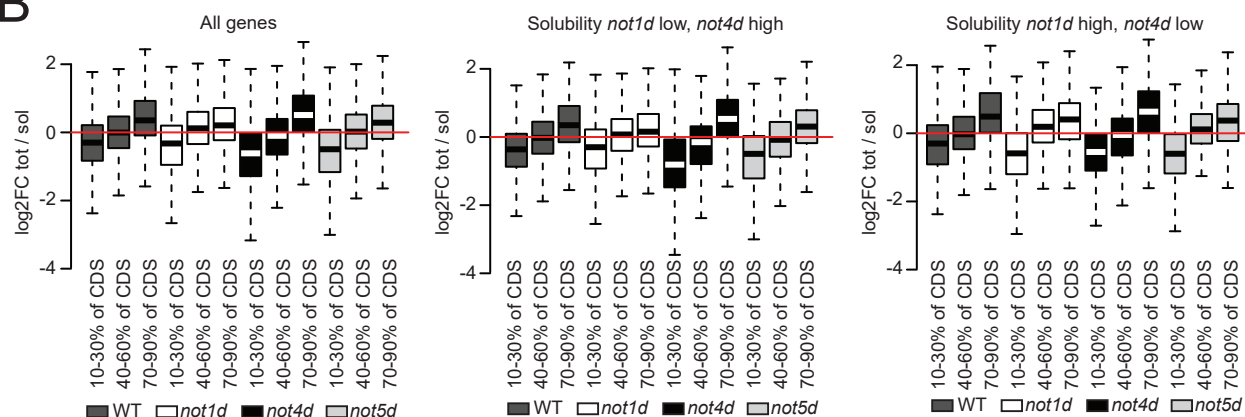 B
All genes
log2FC tot / sol
2
0
-2
-4
10-30% of CDS
40-60% of CDS
70-90% of CDS
10-30% of CDS
40-60% of CDS
70-90% of CDS
10-30% of CDS
40-60% of CDS
70-90% of CDS
10-30% of CDS
40-60% of CDS
70-90% of CDS
WT not1d not4d not5d
Solubility not1d low, not4d high
log2FC tot / sol
2
0
-2
-4
10-30% of CDS
40-60% of CDS
70-90% of CDS
10-30% of CDS
40-60% of CDS
70-90% of CDS
10-30% of CDS
40-60% of CDS
70-90% of CDS
10-30% of CDS
40-60% of CDS
70-90% of CDS
WT not1d not4d not5d
Solubility not1d high, not4d low
log2FC tot / sol
2
0
-2
-4
10-30% of CDS
40-60% of CDS
70-90% of CDS
10-30% of CDS
40-60% of CDS
70-90% of CDS
10-30% of CDS
40-60% of CDS
70-90% of CDS
10-30% of CDS
40-60% of CDS
70-90% of CDS
WT not1d not4d not5d